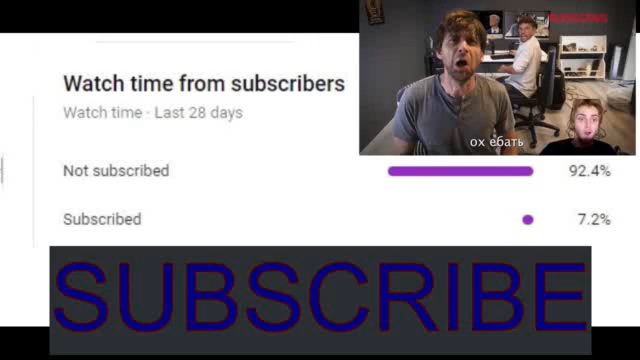 Watch time from subscribers
Watch time · Last 28 days
Not subscribed 92.4%
Subscribed 7.2%
ох ебать
SUBSCRIBE